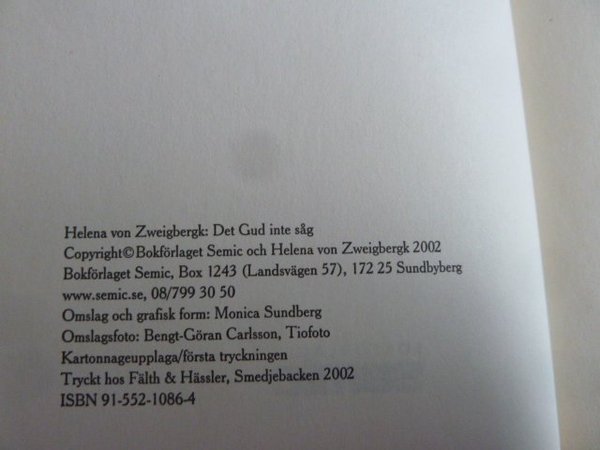 Helena von Zweigbergk: Det Gud inte såg
Copyright©Bokförlaget Semic och Helena von Zweigbergk 2002
Bokförlaget Semic, Box 1243 (Landsvägen 57), 172 25 Sundbyberg
www.semic.se, 08/799 30 50
Omslag och grafisk form: Monica Sundberg
Omslagsfoto: Bengt-Göran Carlsson, Tiofoto
Kartonnageupplaga/första tryckningen
Tryckt hos Fälth & Hässler, Smedjebacken 2002
ISBN 91-552-1086-4